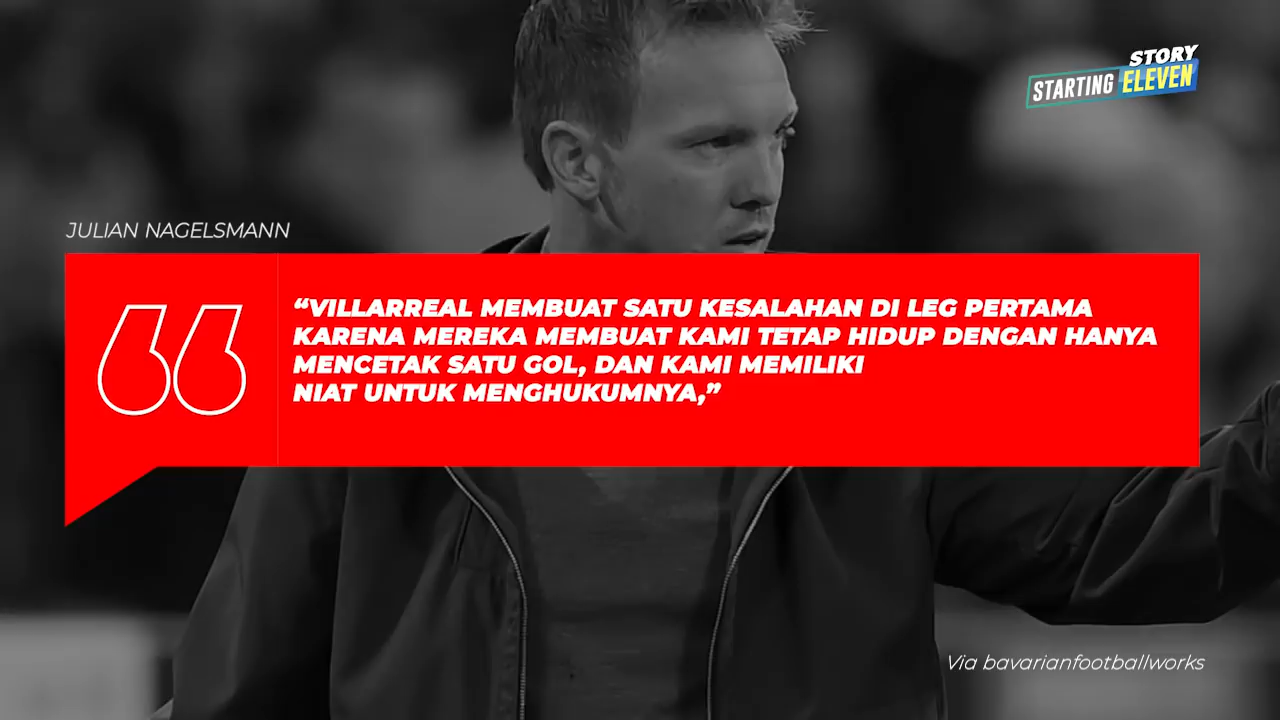 STORY
STARTING ELEVEN
JULIAN NAGELSMANN
“VILLARREAL MEMBUAT SATU KESALAHAN DI LEG PERTAMA
KARENA MEREKA MEMBUAT KAMI TETAP HIDUP DENGAN HANYA
MENCETAK SATU GOL, DAN KAMI MEMILIKI
NIAT UNTUK MENGHUKUMNYA,”
Via bavarianfootballworks